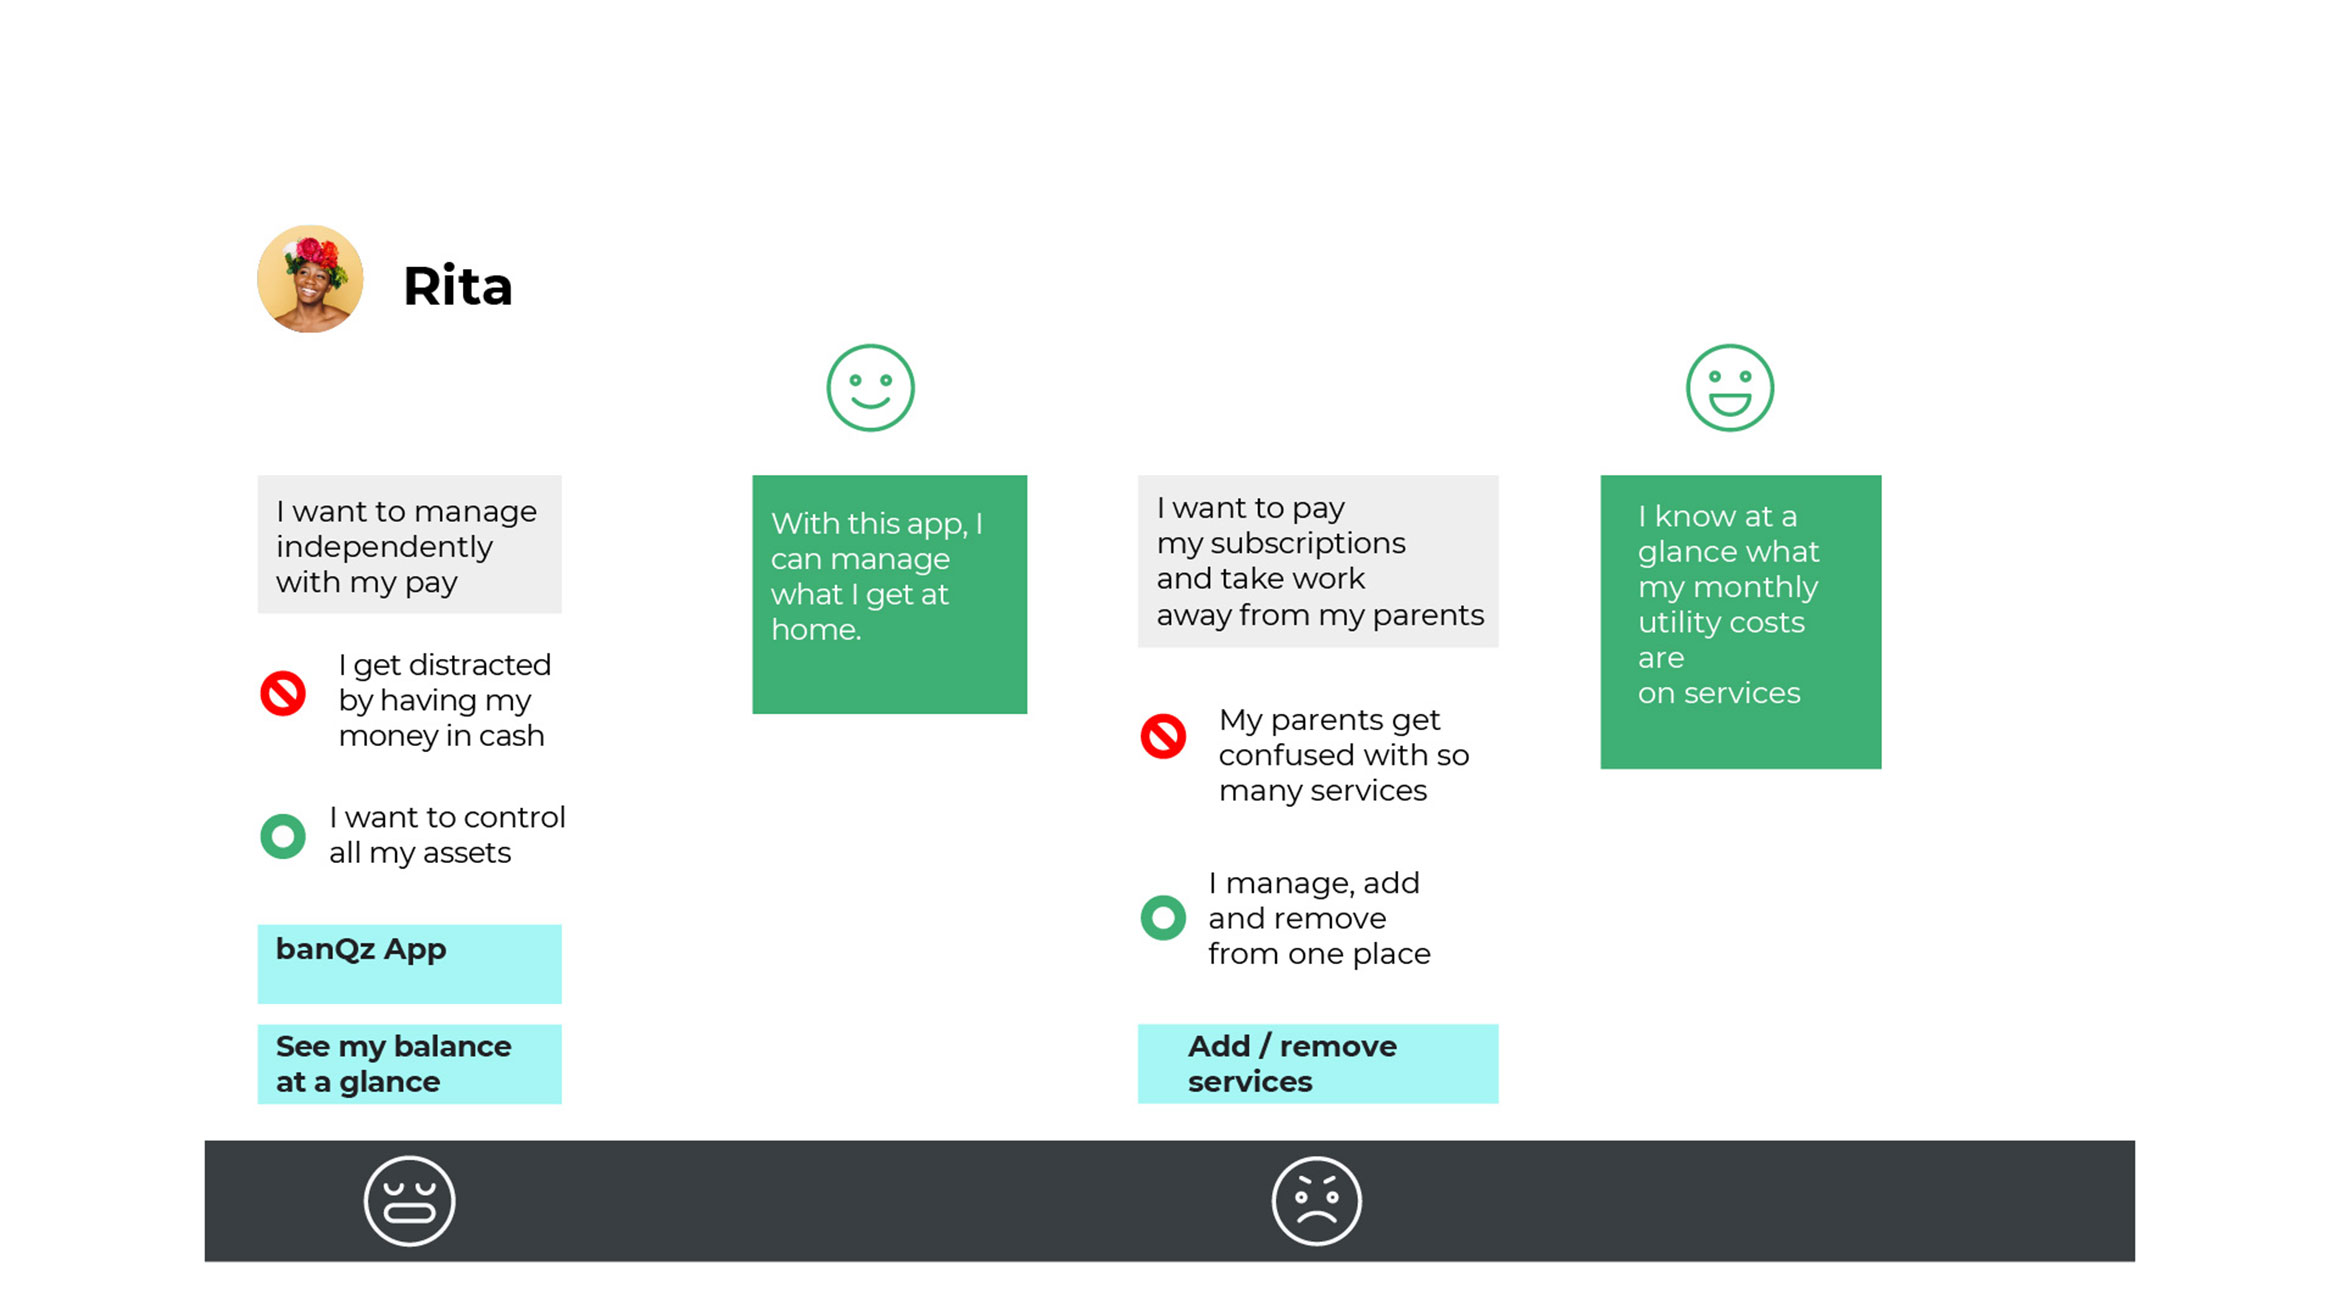 Rita
I want to manage
independently
with my pay
I get distracted
by having my
money in cash
I want to control
all my assets
banQz App
See my balance
at a glance
With this app, I
can manage
what I get at
home.
I want to pay
my subscriptions
and take work
away from my parents
My parents get
confused with so
many services
I manage, add
and remove
from one place
Add / remove
services
I know at a
glance what
my monthly
utility costs
are
on services